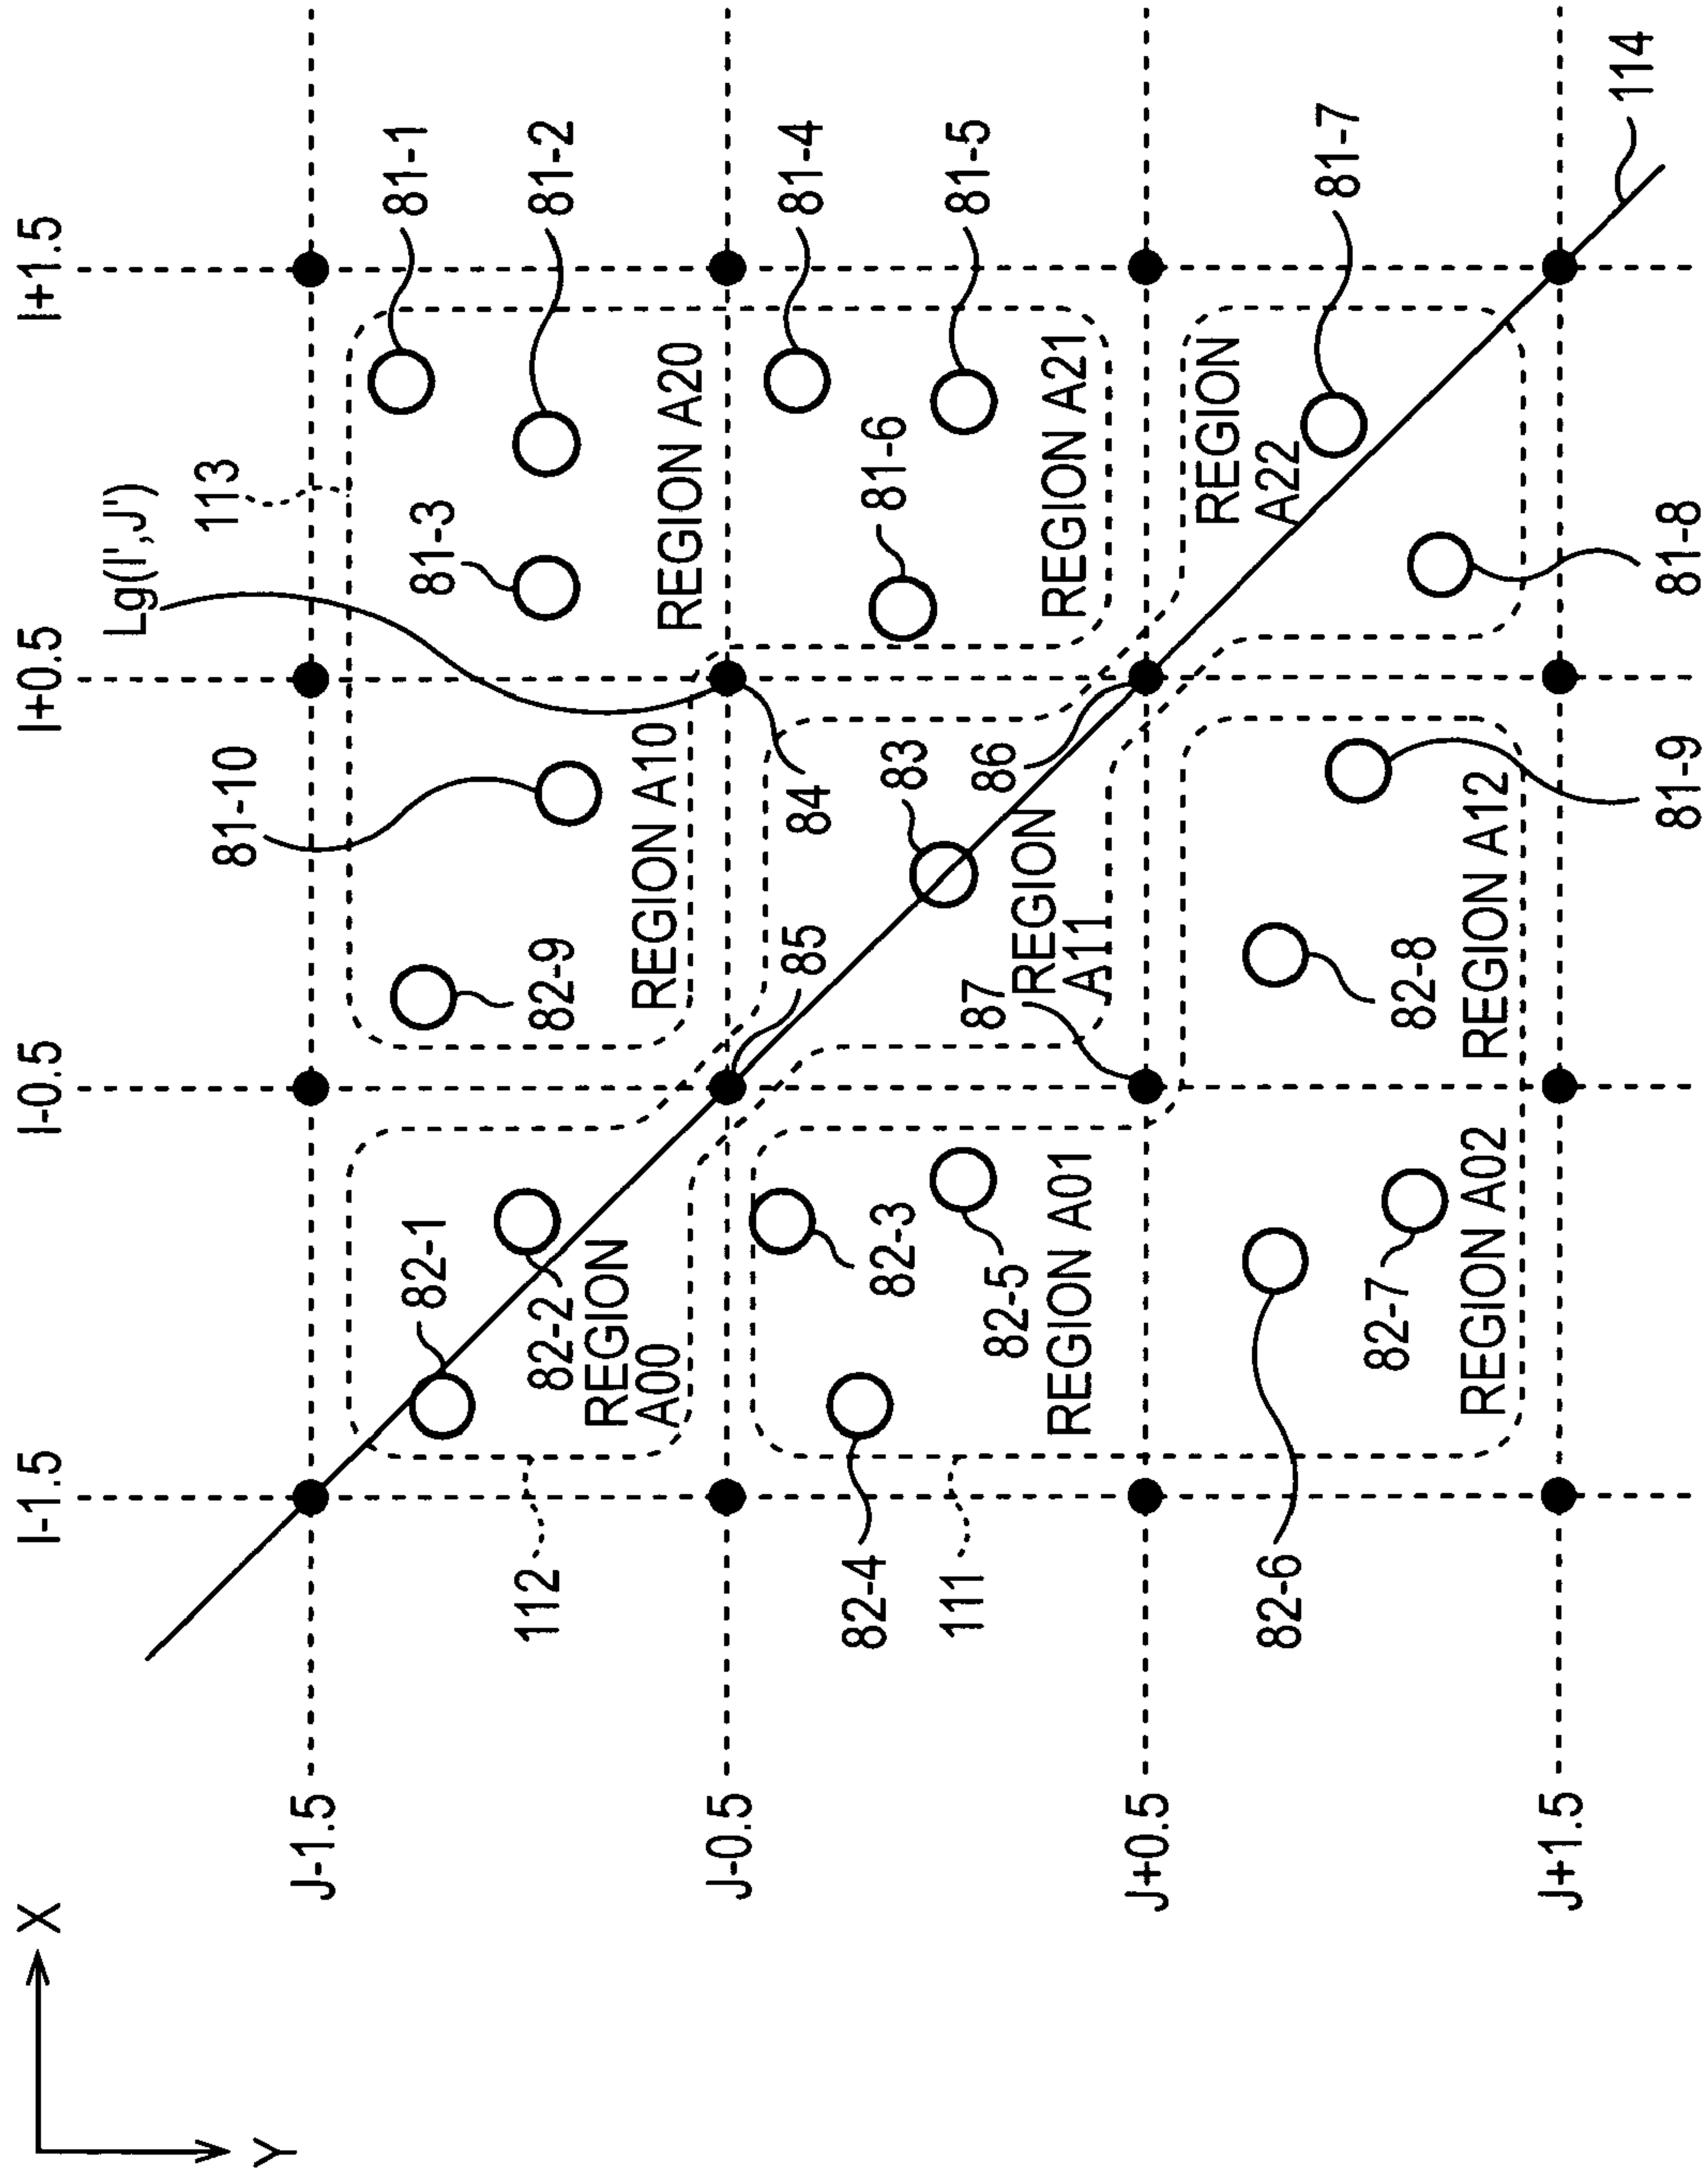 X
I-1.5
I-0.5
I+0.5
I+1.5
Lg(I',J')
113
81-10
Y
J-1.5
81-1
82-1
81-3
112
82-2
82-9
81-2
REGION
A00
REGION A10
REGION A20
J-0.5
85
84
81-4
82-4
82-3
83
81-6
111
82-5
87
86
81-5
REGION A01
REGION
A11
REGION A21
J+0.5
REGION
A22
82-6
81-7
82-7
82-8
REGION A02
REGION A12
J+1.5
114
81-9
81-8